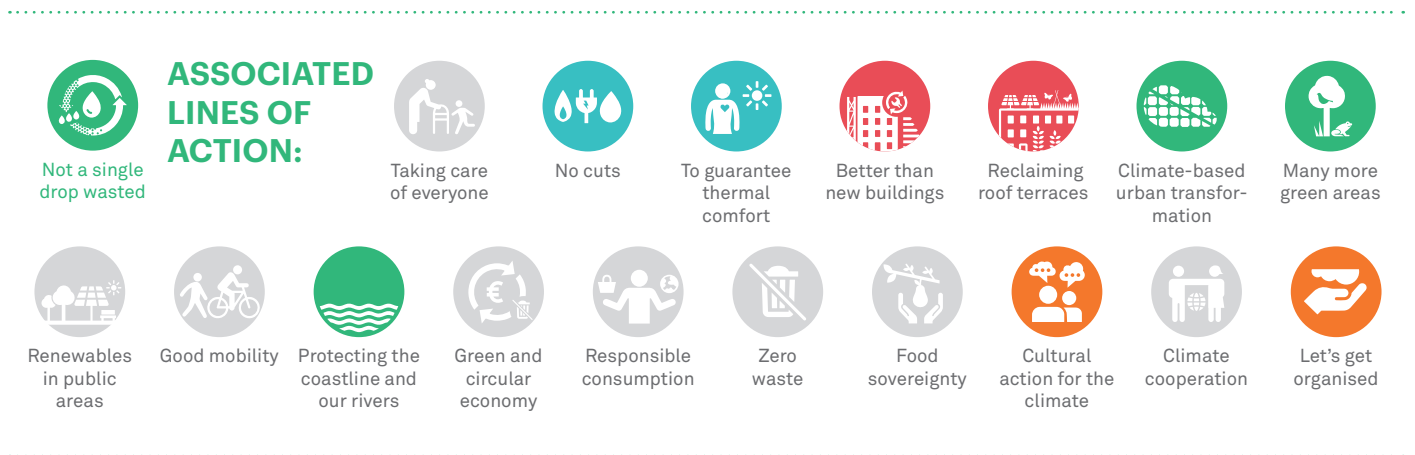 ASSOCIATED
LINES OF
ACTION:
Not a single
drop wasted
Taking care
of everyone
No cuts
To guarantee
thermal
comfort
Better than
new buildings
Reclaiming
roof terraces
Climate-based
urban transfor-
mation
Many more
green areas
Renewables
in public
areas
Good mobility
Protecting the
coastline and
our rivers
€
Green and
circular
economy
Responsible
consumption
Zero
waste
Food
sovereignty
Cultural
action for the
climate
Climate
cooperation
Let's get
organised